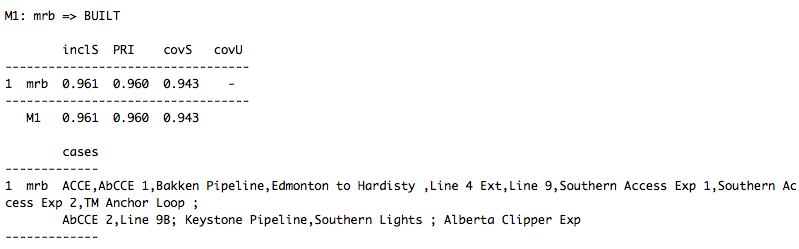 M1: mrb => BUILT
inclS PRI covS covU
-----------------------------------
1 mrb 0.961 0.960 0.943 -
-----------------------------------
M1 0.961 0.960 0.943
cases
-------------
1 mrb ACCE,AbCCE 1,Bakken Pipeline,Edmonton to Hardisty ,Line 4 Ext,Line 9,Southern Access Exp 1,Southern Ac
cess Exp 2,TM Anchor Loop ;
AbCCE 2,Line 9B; Keystone Pipeline,Southern Lights ; Alberta Clipper Exp
-------------